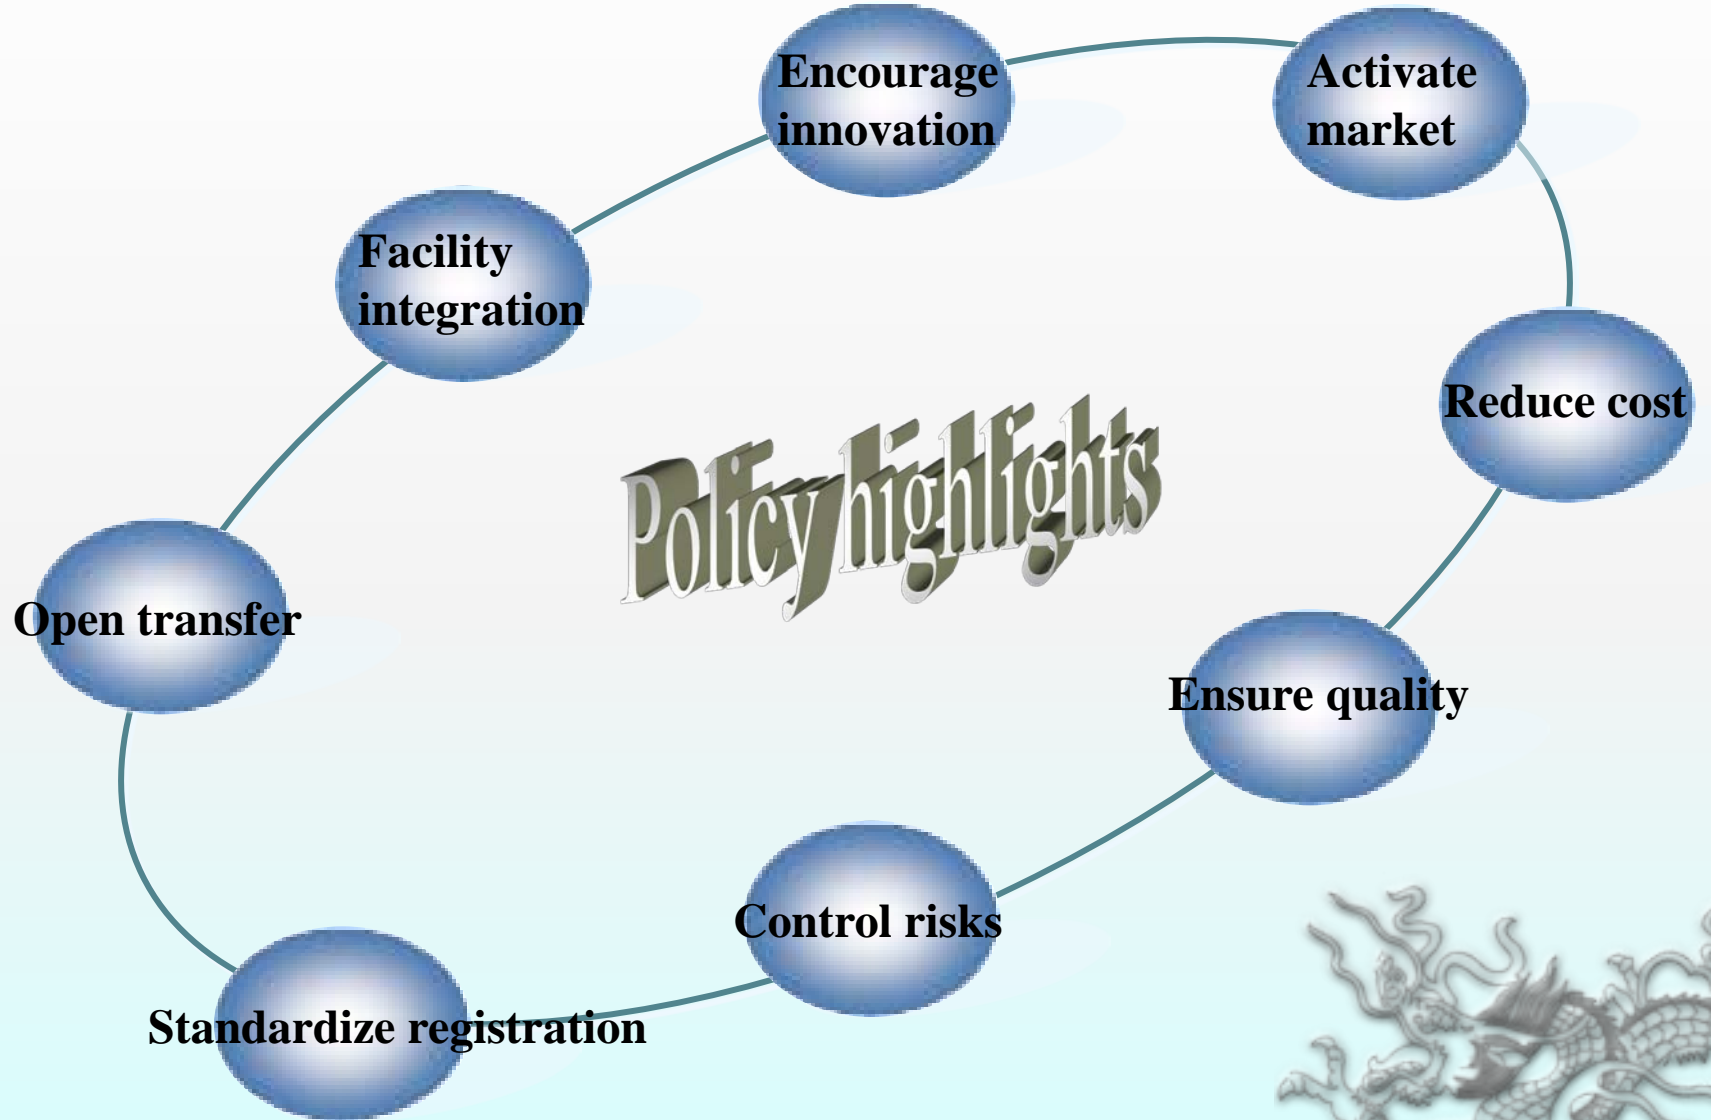 Encourage
innovation
Activate
market
Facility
integration
Reduce cost
Policy highlights
Open transfer
Ensure quality
Control risks
Standardize registration